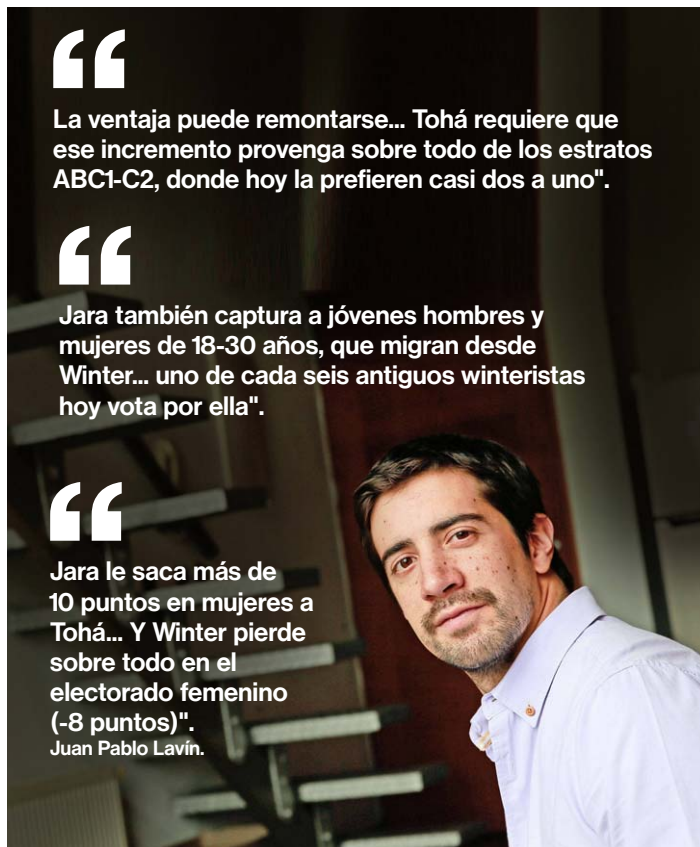 “
La ventaja puede remontarse... Tohá requiere que
ese incremento provenga sobre todo de los estratos
ABC1-C2, donde hoy la prefieren casi dos a uno".
“
Jara también captura a jóvenes hombres y
mujeres de 18-30 años, que migran desde
Winter... uno de cada seis antiguos winteristas
hoy vota por ella".
“
Jara le saca más de
10 puntos en mujeres a
Tohá... Y Winter pierde
sobre todo en el
electorado femenino
(-8 puntos)".
Juan Pablo Lavín.